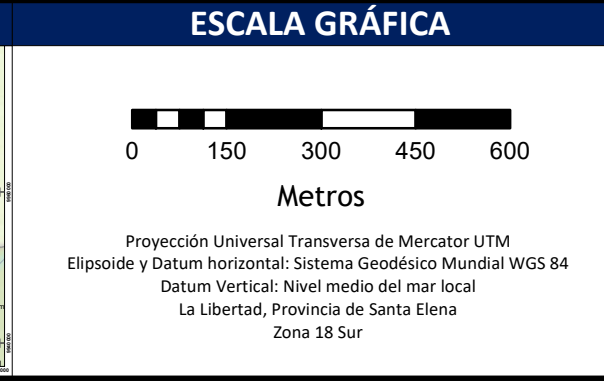 ESCALA GRÁFICA
0 150 300 450 600
Metros
Proyección Universal Transversa de Mercator UTM
Elipsoide y Datum horizontal: Sistema Geodésico Mundial WGS 84
Datum Vertical: Nivel medio del mar local
La Libertad, Provincia de Santa Elena
Zona 18 Sur